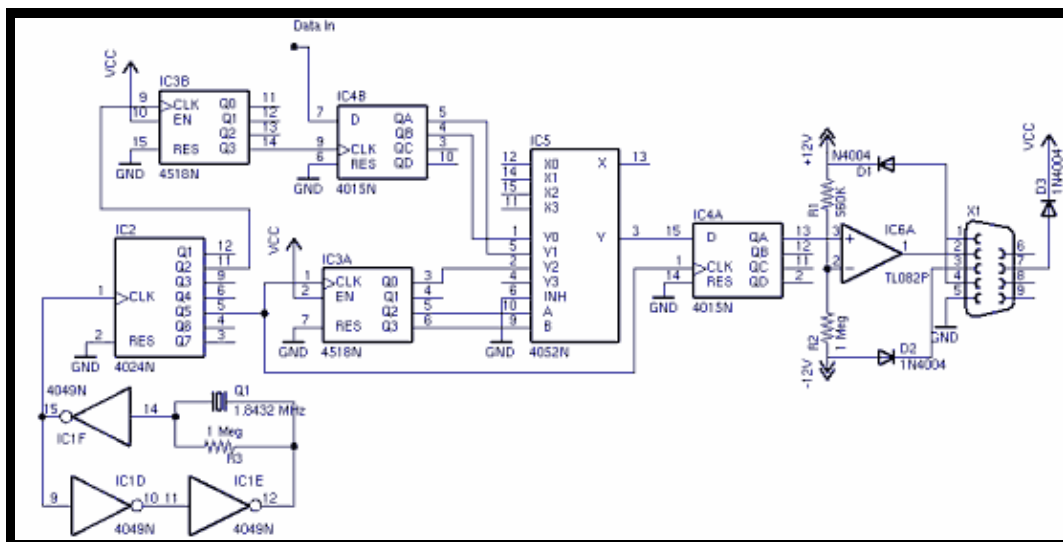 Data In
VCC
IC3B
9 CLK Q0 11
10 EN Q1 12
Q2 13
15 RES Q3 14
GND
4518N
IC4B
7 D QA 5
QB 4
9 CLK QC 3
6 RES QD 10
GND
4015N
IC5
12 X0 X 13
14 X1
15 X2
11 X3
1 Y0 Y 3
5 Y1
2 Y2
4 Y3
6 INH
10 A
9 B
GND
4052N
IC2
Q1 12
Q2 11
Q3 9
1 CLK Q4 6
Q5 5
Q6 4
2 RES Q7 3
GND
4024N
VCC
IC3A
1 CLK Q0 3
2 EN Q1 4
Q2 5
7 RES Q3 6
GND
4518N
IC4A
15 D QA 13
QB 12
1 CLK QC 11
14 RES QD 2
GND
4015N
+12V
R1
560K
N4004
D1
3 +
2 -
1
IC6A
TL082P
R2
1 Meg
-12V
D2
1N4004
VCC
D3
1N4004
X1
1
2
3
4
5
6
7
8
9
GND
4049N
15
14
IC1F
Q1
1.8432 MHz
1 Meg
R3
IC1D
9
10
4049N
IC1E
11
12
4049N